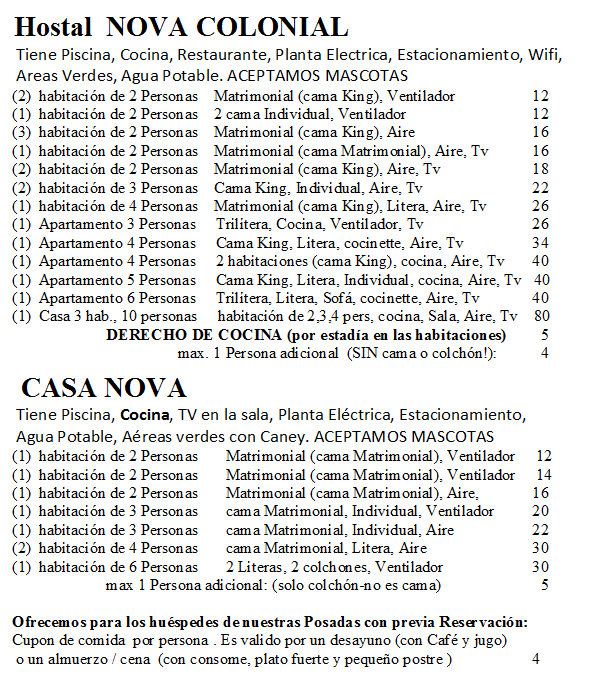 Hostal NOVA COLONIAL
Tiene Piscina, Cocina, Restaurante, Planta Electrica, Estacionamiento, Wifi,
Areas Verdes, Agua Potable. ACEPTAMOS MASCOTAS
(2) habitación de 2 Personas Matrimonial (cama King), Ventilador 12
(1) habitación de 2 Personas 2 cama Individual, Ventilador 12
(3) habitación de 2 Personas Matrimonial (cama King), Aire 16
(1) habitación de 2 Personas Matrimonial (cama Matrimonial), Aire, Tv 16
(2) habitación de 2 Personas Matrimonial (cama King), Aire, Tv 18
(2) habitación de 3 Personas Cama King, Individual, Aire, Tv 22
(1) habitación de 4 Personas Matrimonial (cama King), Litera, Aire, Tv 26
(1) Apartamento 3 Personas Trilitera, Cocina, Ventilador, Tv 26
(1) Apartamento 4 Personas Cama King, Litera, cocinette, Aire, Tv 34
(1) Apartamento 4 Personas 2 habitaciones (cama King), cocina, Aire, Tv 40
(1) Apartamento 5 Personas Cama King, Litera, Individual, cocina, Aire, Tv 40
(1) Apartamento 6 Personas Trilitera, Litera, Sofá, cocinette, Aire, Tv 40
(1) Casa 3 hab., 10 personas habitación de 2,3,4 pers, cocina, Sala, Aire, Tv 80
DERECHO DE COCINA (por estadía en las habitaciones) 5
max. 1 Persona adicional (SIN cama o colchón!): 4
CASA NOVA
Tiene Piscina, Cocina, TV en la sala, Planta Eléctrica, Estacionamiento,
Agua Potable, Aéreas verdes con Caney. ACEPTAMOS MASCOTAS
(1) habitación de 2 Personas Matrimonial (cama Matrimonial), Ventilador 12
(1) habitación de 2 Personas Matrimonial (cama Matrimonial), Ventilador 14
(1) habitación de 2 Personas Matrimonial (cama Matrimonial), Aire, 16
(1) habitación de 3 Personas cama Matrimonial, Individual, Ventilador 20
(1) habitación de 3 Personas cama Matrimonial, Individual, Aire 22
(2) habitación de 4 Personas cama Matrimonial, Litera, Aire 30
(1) habitación de 6 Personas 2 Literas, 2 colchones, Ventilador 30
max 1 Persona adicional: (solo colchón-no es cama) 5
Ofrecemos para los huéspedes de nuestras Posadas con previa Reservación:
Cupon de comida por persona . Es valido por un desayuno (con Café y jugo)
o un almuerzo / cena (con consome, plato fuerte y pequeño postre ) 4